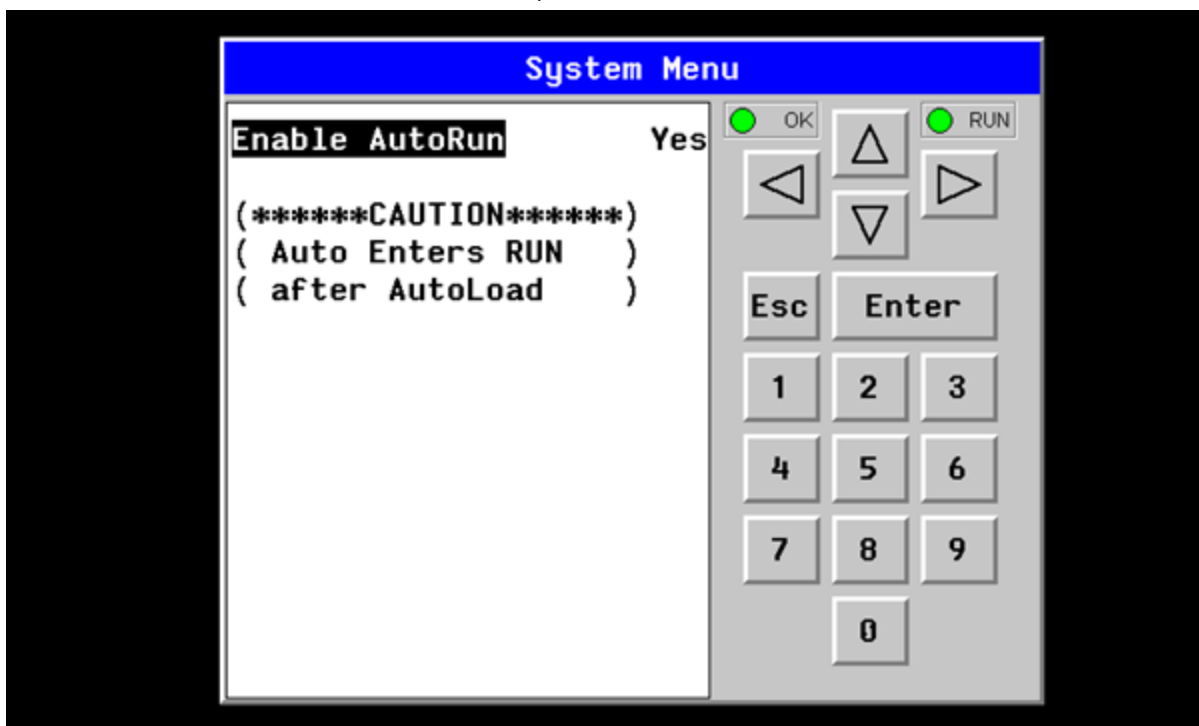 System Menu
Enable AutoRun Yes
(******CAUTION******)
( Auto Enters RUN )
( after AutoLoad )
OK
RUN
Esc Enter
1 2 3
4 5 6
7 8 9
0